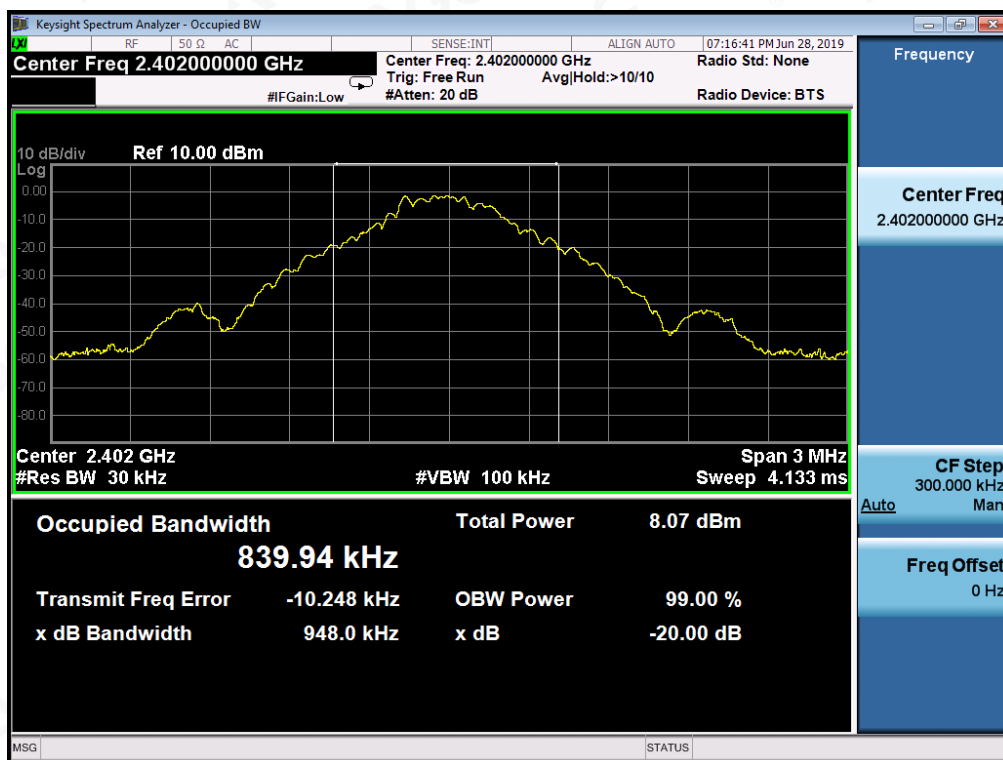 Keysight Spectrum Analyzer - Occupied BW
LXI RF 50 Ω AC SENSE:INT ALIGN AUTO 07:16:41 PM Jun 28, 2019
Center Freq 2.402000000 GHz
Center Freq: 2.402000000 GHz
Radio Std: None
Trig: Free Run
Avg|Hold:>10/10
#IFGain:Low
#Atten: 20 dB
Radio Device: BTS
10 dB/div
Ref 10.00 dBm
Log
0.00
-10.0
-20.0
-30.0
-40.0
-50.0
-60.0
-70.0
-80.0
Center 2.402 GHz
Span 3 MHz
#Res BW 30 kHz
#VBW 100 kHz
Sweep 4.133 ms
Occupied Bandwidth
839.94 kHz
Total Power 8.07 dBm
Transmit Freq Error -10.248 kHz
OBW Power 99.00 %
x dB Bandwidth 948.0 kHz
x dB -20.00 dB
Frequency
Center Freq
2.402000000 GHz
CF Step
300.000 kHz
Auto Man
Freq Offset
0 Hz
MSG
STATUS